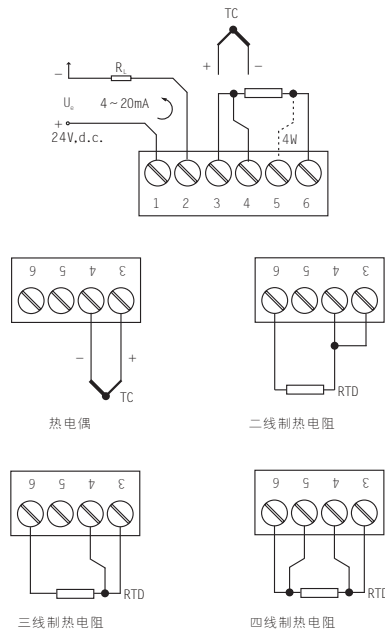 TC
− R_L + −
U_e 4~20mA
+ 4W
24V.d.c.
1 2 3 4 5 6
6 5 4 3
6 5 4 3
− +
TC
RTD
热电偶 二线制热电阻
6 5 4 3
6 5 4 3
RTD
RTD
三线制热电阻 四线制热电阻